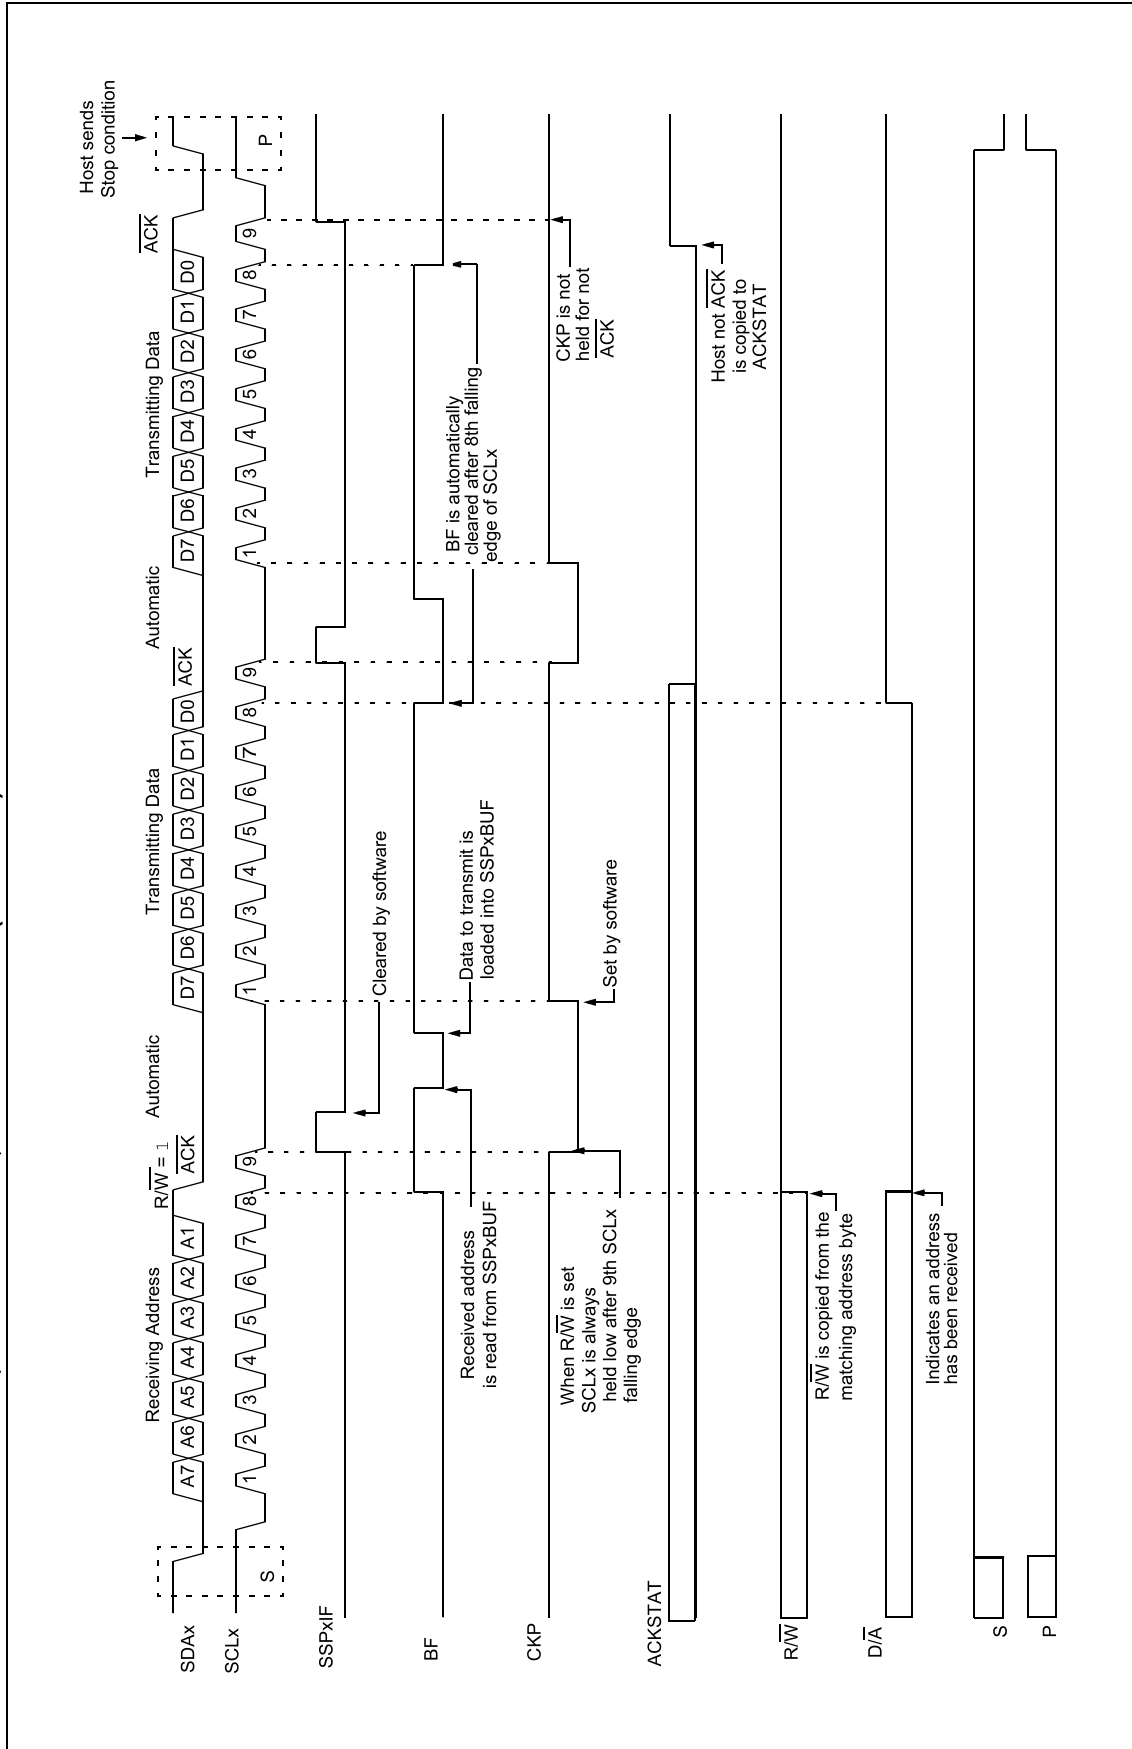 Host sends
Stop condition
Receiving Address
R/W = 1
ACK
Automatic
Transmitting Data
ACK
Automatic
Transmitting Data
ACK
SDAx
A7 A6 A5 A4 A3 A2 A1
D7 D6 D5 D4 D3 D2 D1 D0
D7 D6 D5 D4 D3 D2 D1 D0
SCLx
S
1 2 3 4 5 6 7 8 9
1 2 3 4 5 6 7 8 9
1 2 3 4 5 6 7 8 9
P
SSPxIF
Cleared by software
BF
Received address
is read from SSPxBUF
Data to transmit is
loaded into SSPxBUF
BF is automatically
cleared after 8th falling
edge of SCLx
CKP
When R/W is set
SCLx is always
held low after 9th SCLx
falling edge
Set by software
CKP is not
held for not
ACK
ACKSTAT
Host not ACK
is copied to
ACKSTAT
R/W
R/W is copied from the
matching address byte
D/A
Indicates an address
has been received
S
P